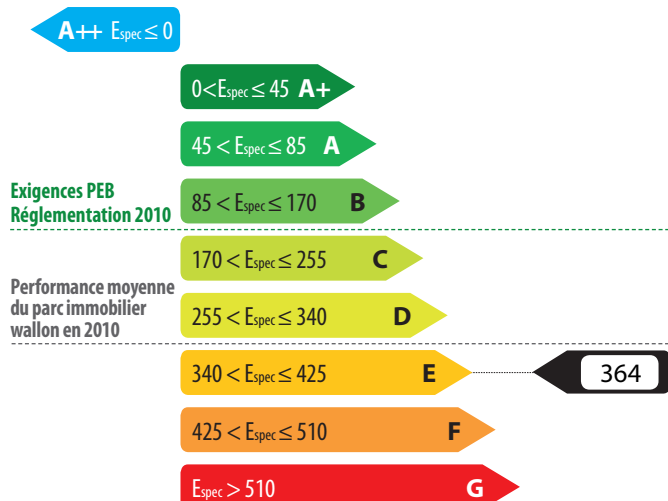 A++ Espec ≤ 0
0<Espec ≤ 45 A+
45 < Espec ≤ 85 A
Exigences PEB
Réglementation 2010
85 < Espec ≤ 170 B
170 < Espec ≤ 255 C
Performance moyenne
du parc immobilier
wallon en 2010
255 < Espec ≤ 340 D
340 < Espec ≤ 425 E
364
425 < Espec ≤ 510 F
Espec > 510 G